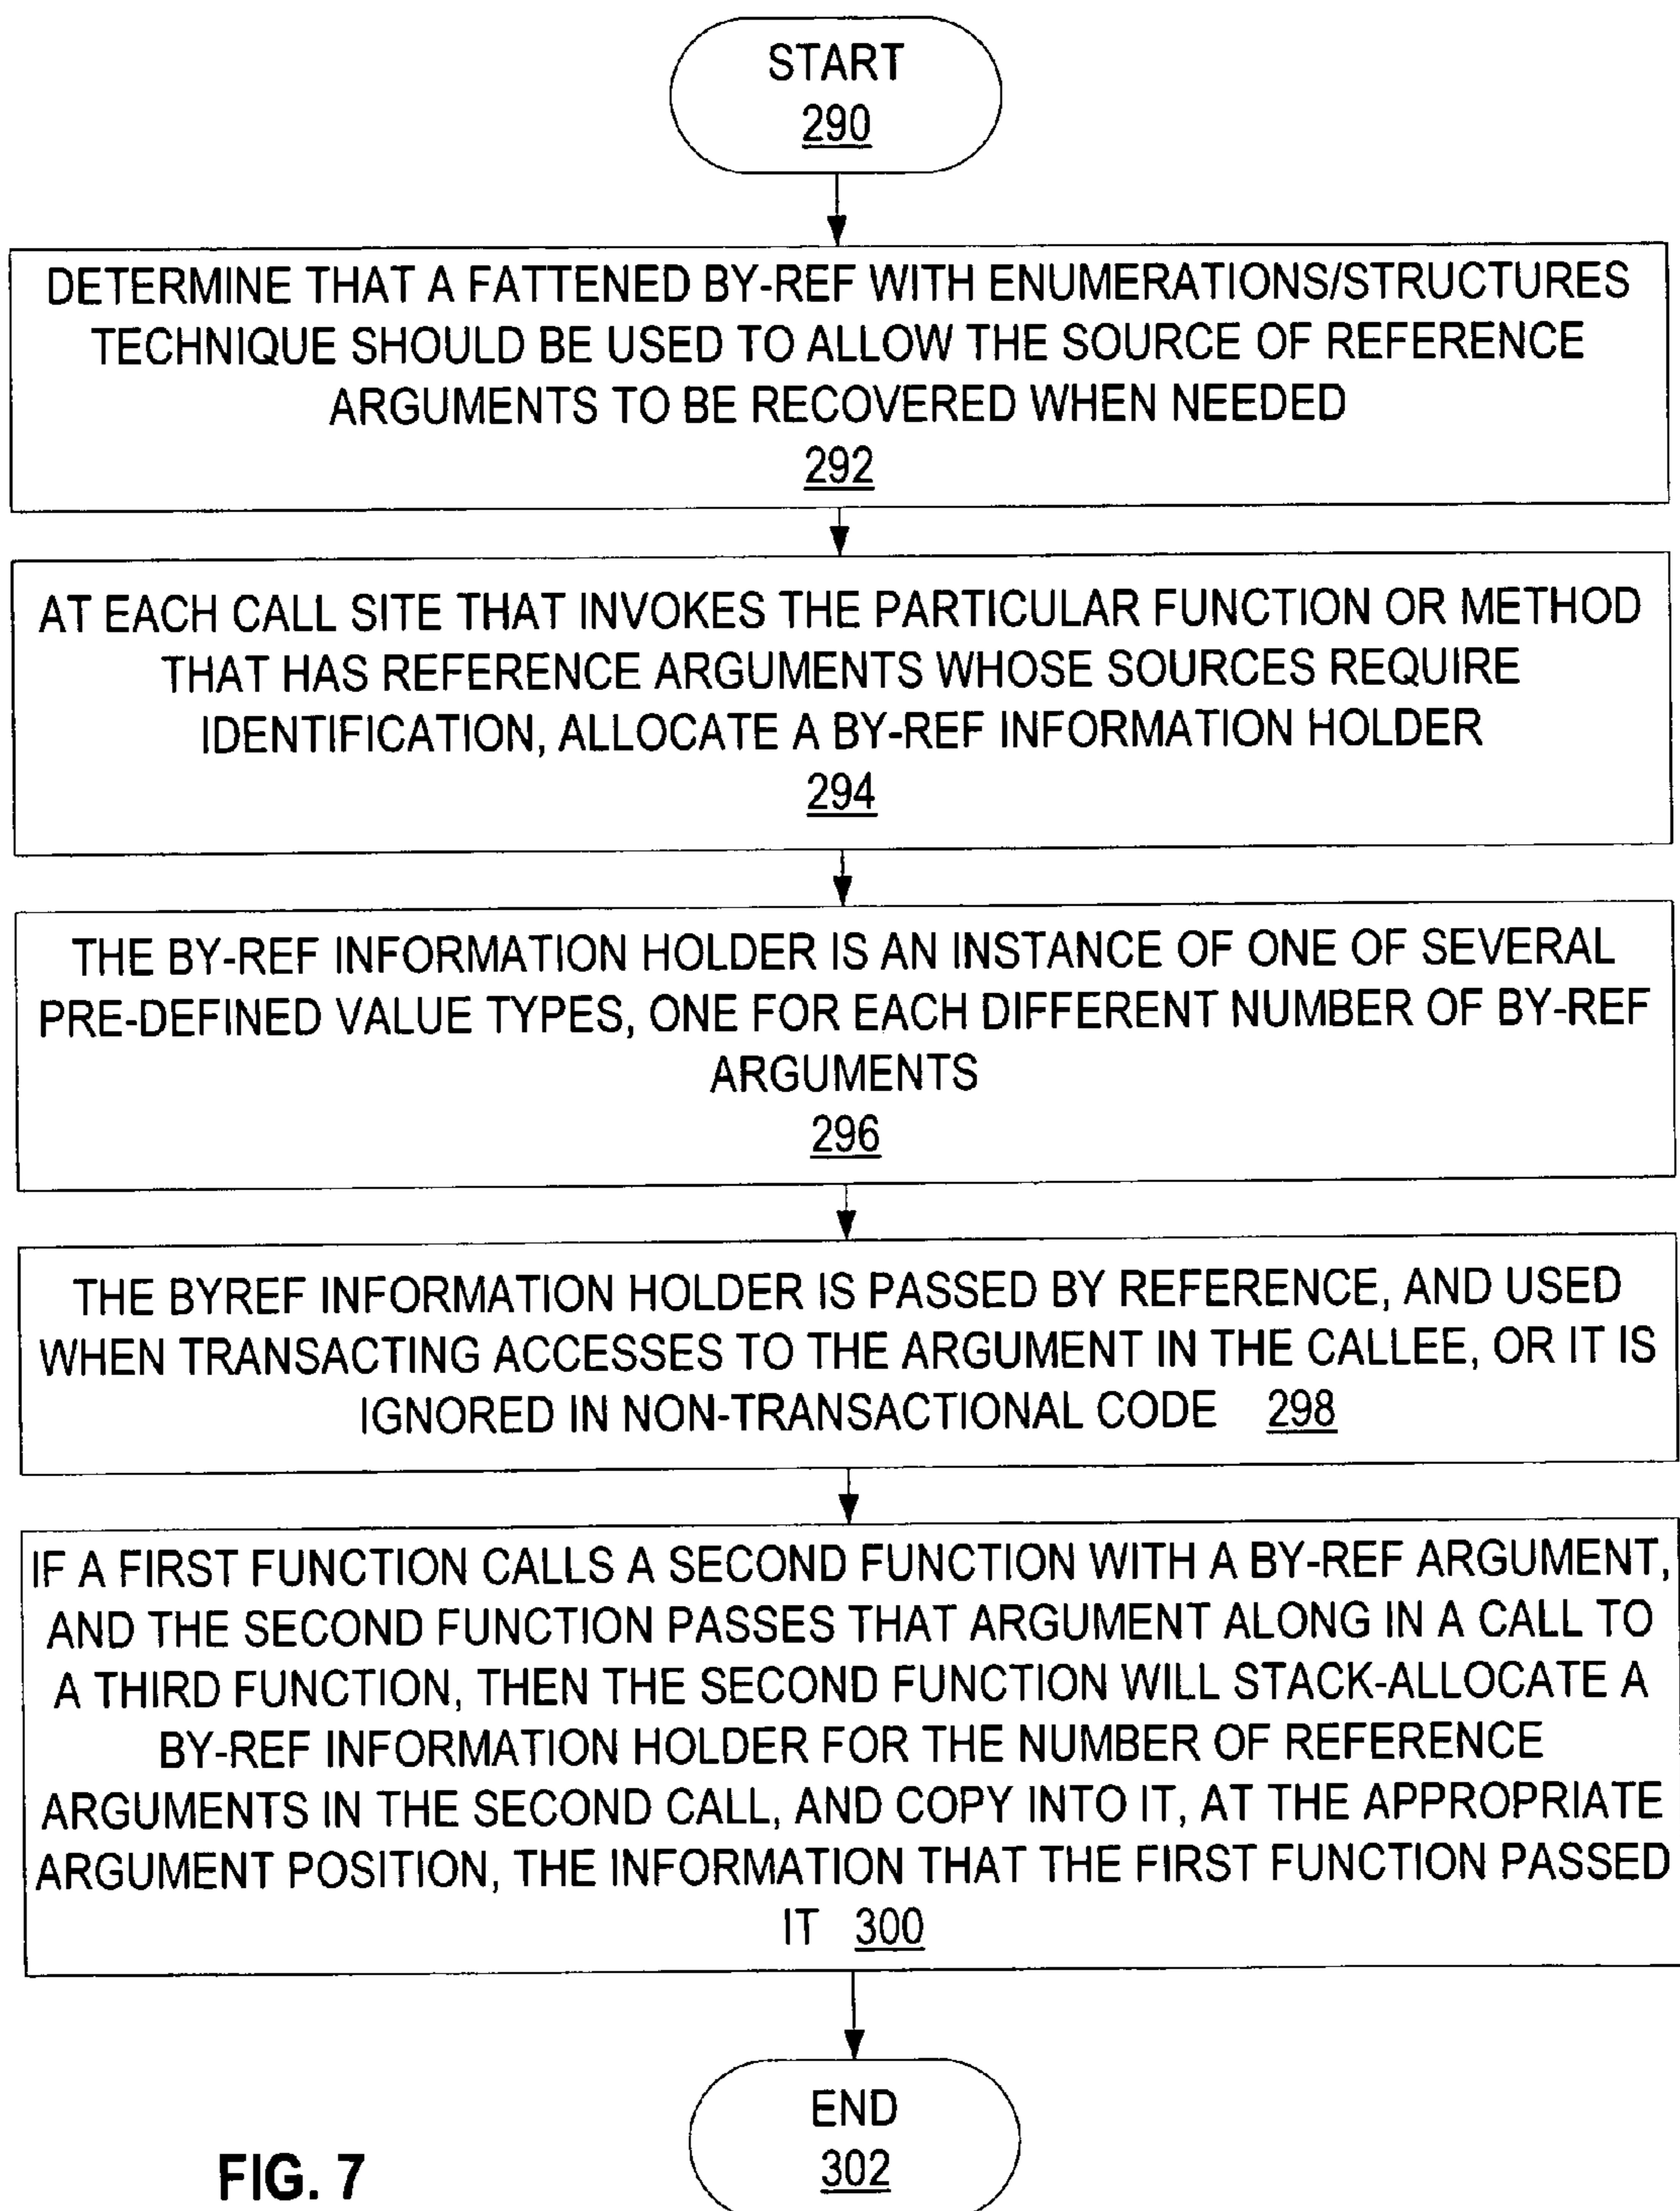 START
290
DETERMINE THAT A FATTENED BY-REF WITH ENUMERATIONS/STRUCTURES
TECHNIQUE SHOULD BE USED TO ALLOW THE SOURCE OF REFERENCE
ARGUMENTS TO BE RECOVERED WHEN NEEDED
292
AT EACH CALL SITE THAT INVOKES THE PARTICULAR FUNCTION OR METHOD
THAT HAS REFERENCE ARGUMENTS WHOSE SOURCES REQUIRE
IDENTIFICATION, ALLOCATE A BY-REF INFORMATION HOLDER
294
THE BY-REF INFORMATION HOLDER IS AN INSTANCE OF ONE OF SEVERAL
PRE-DEFINED VALUE TYPES, ONE FOR EACH DIFFERENT NUMBER OF BY-REF
ARGUMENTS
296
THE BYREF INFORMATION HOLDER IS PASSED BY REFERENCE, AND USED
WHEN TRANSACTING ACCESSES TO THE ARGUMENT IN THE CALLEE, OR IT IS
IGNORED IN NON-TRANSACTIONAL CODE 298
IF A FIRST FUNCTION CALLS A SECOND FUNCTION WITH A BY-REF ARGUMENT,
AND THE SECOND FUNCTION PASSES THAT ARGUMENT ALONG IN A CALL TO
A THIRD FUNCTION, THEN THE SECOND FUNCTION WILL STACK-ALLOCATE A
BY-REF INFORMATION HOLDER FOR THE NUMBER OF REFERENCE
ARGUMENTS IN THE SECOND CALL, AND COPY INTO IT, AT THE APPROPRIATE
ARGUMENT POSITION, THE INFORMATION THAT THE FIRST FUNCTION PASSED
IT 300
END
302
FIG. 7